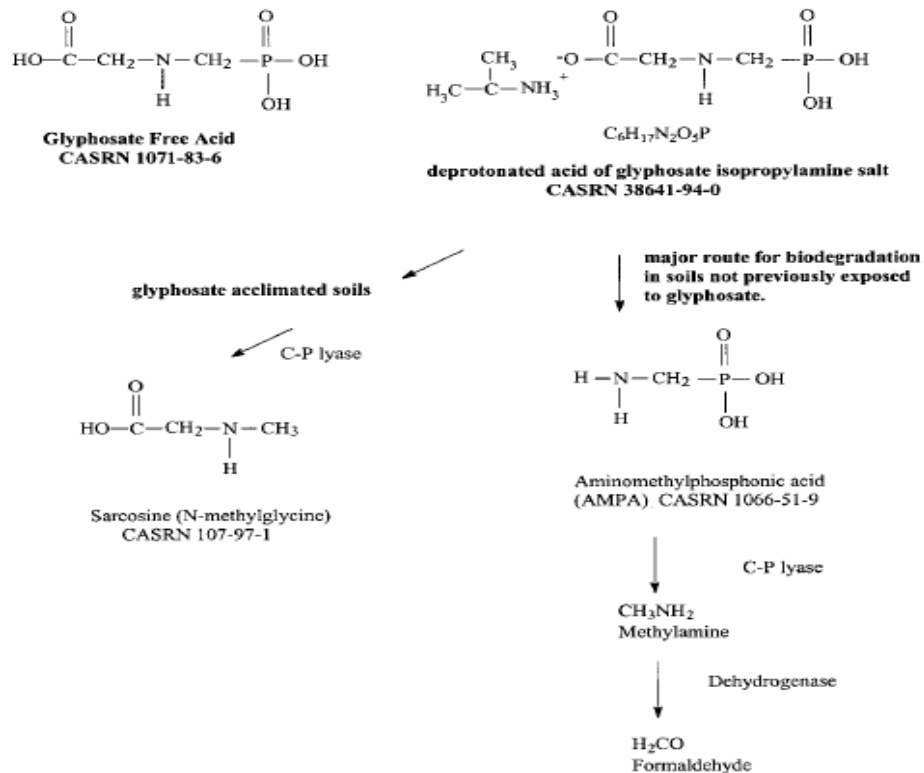 O
HO—C—CH₂—N—CH₂—P—OH
H
OH
O
Glyphosate Free Acid
CASRN 1071-83-6
CH₃
H₃C—C—NH₃⁺
O
-O—C—CH₂—N—CH₂—P—OH
O
H
OH
C₆H₁₇N₂O₅P
deprotonated acid of glyphosate isopropylamine salt
CASRN 38641-94-0
glyphosate acclimated soils
C-P lyase
O
HO—C—CH₂—N—CH₃
H
Sarcosine (N-methylglycine)
CASRN 107-97-1
major route for biodegradation
in soils not previously exposed
to glyphosate.
O
H—N—CH₂—P—OH
H
OH
Aminomethylphosphonic acid
(AMPA) CASRN 1066-51-9
C-P lyase
CH₃NH₂
Methylamine
Dehydrogenase
H₂CO
Formaldehyde